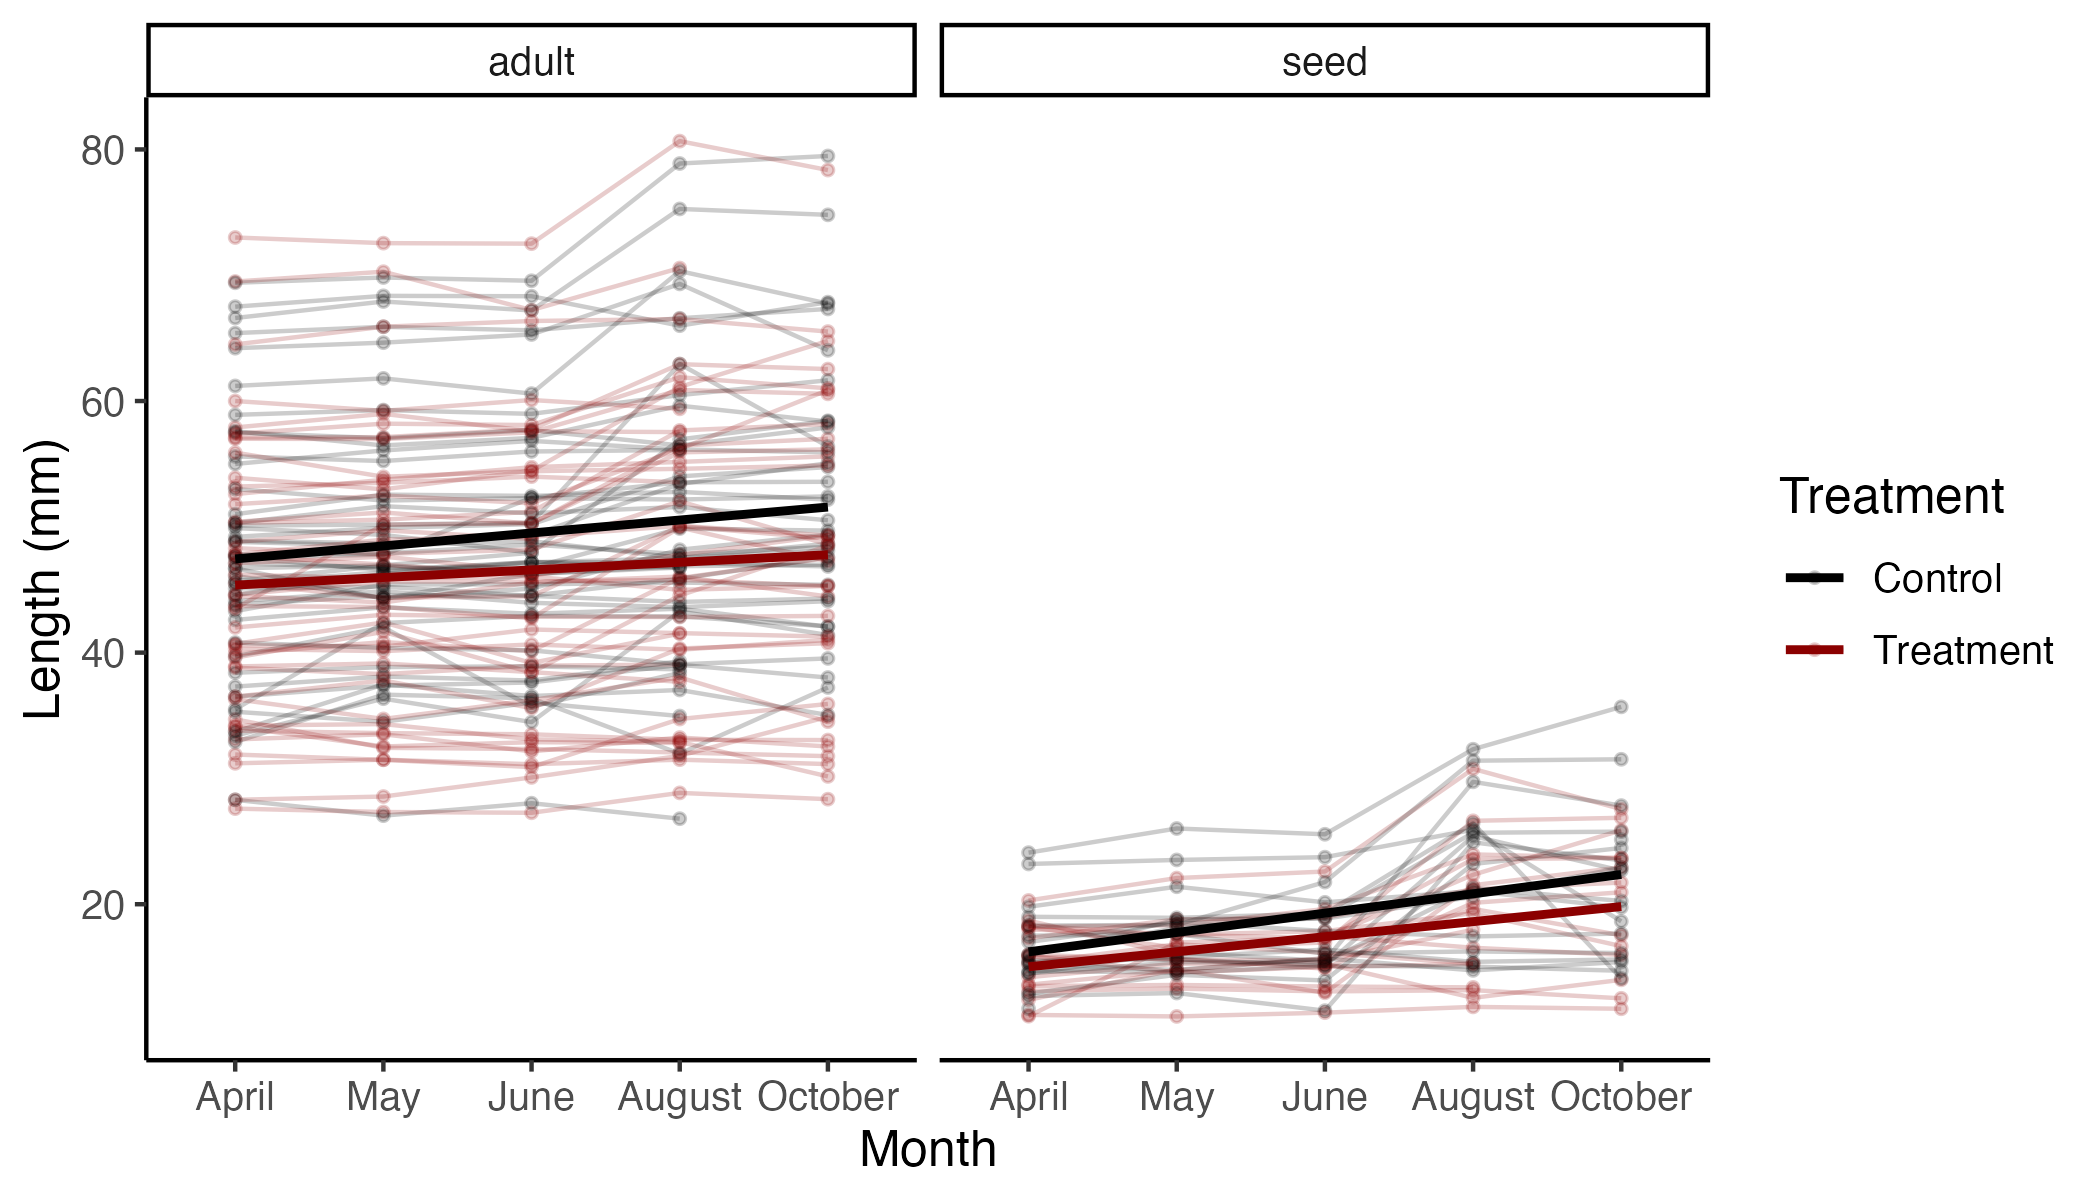 adult
seed
80
60
40
20
Length (mm)
April May June August October
April May June August October
Month
Treatment
Control
Treatment